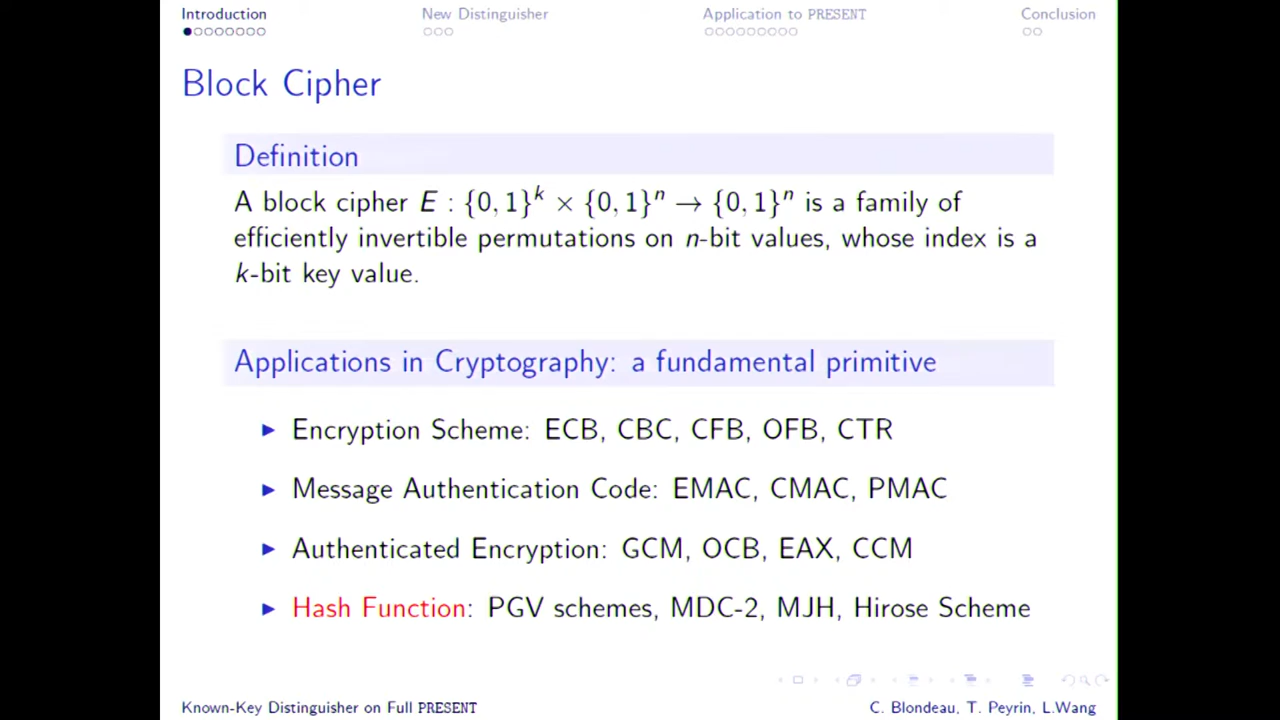 Introduction New Distinguisher Application to PRESENT Conclusion
Block Cipher
Definition
A block cipher E : {0, 1}^k × {0, 1}^n → {0, 1}^n is a family of
efficiently invertible permutations on n-bit values, whose index is a
k-bit key value.
Applications in Cryptography: a fundamental primitive
▶ Encryption Scheme: ECB, CBC, CFB, OFB, CTR
▶ Message Authentication Code: EMAC, CMAC, PMAC
▶ Authenticated Encryption: GCM, OCB, EAX, CCM
▶ Hash Function: PGV schemes, MDC-2, MJH, Hirose Scheme
Known-Key Distinguisher on Full PRESENT C. Blondeau, T. Peyrin, L.Wang